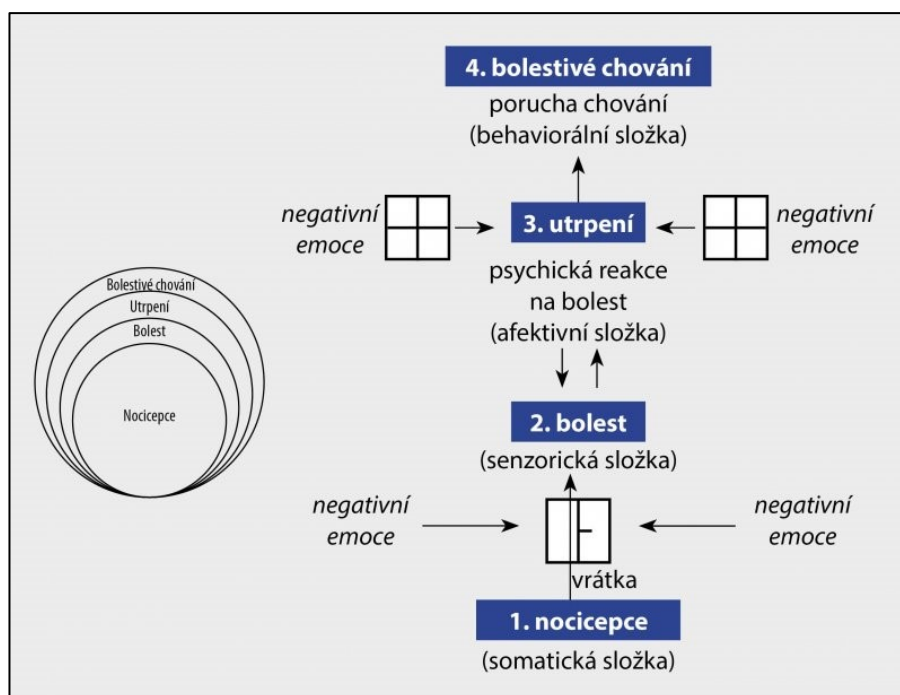 4. bolestivé chování
porucha chování
(behaviorální složka)
negativní
emoce
3. utrpení
negativní
emoce
psychická reakce
na bolest
(afektivní složka)
Bolestivé chování
Utrpení
Bolest
Nocicepce
2. bolest
(senzorická složka)
negativní
emoce
negativní
emoce
vrátka
1. nocicepce
(somatická složka)